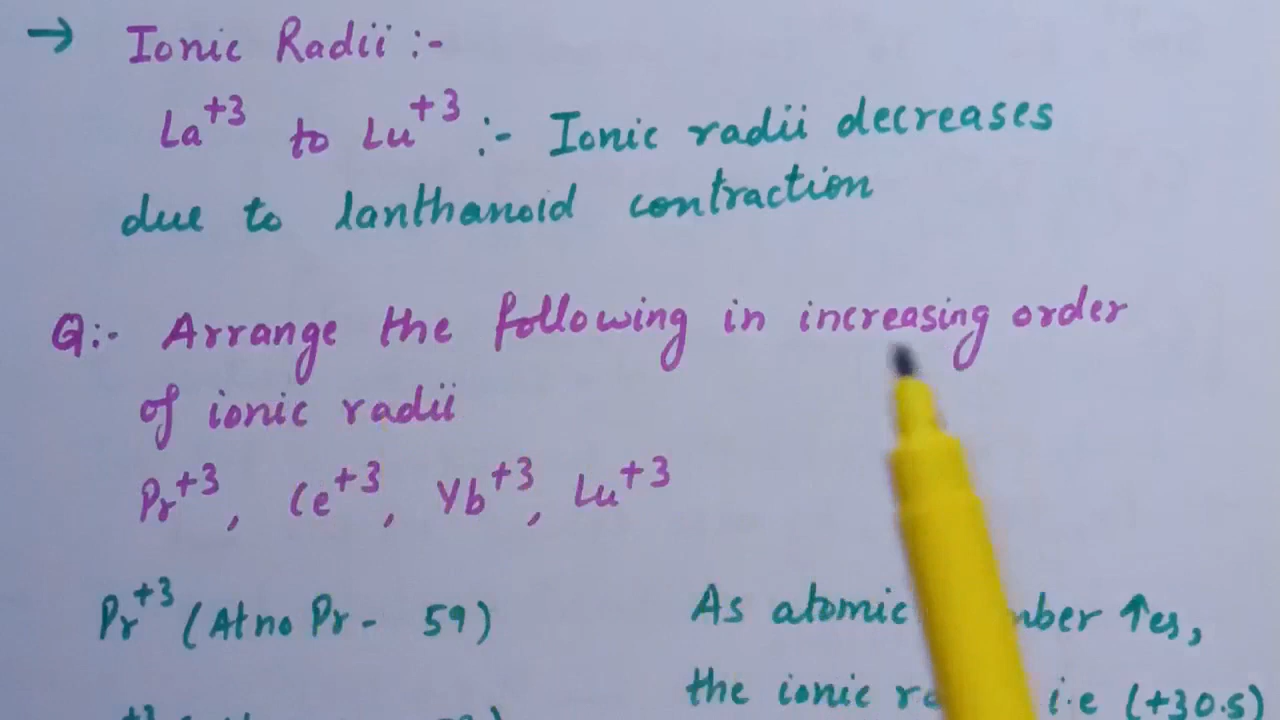 → Ionic Radii :-
La⁺³ to Lu⁺³ :- Ionic radii decreases
due to lanthanoid contraction
Q:- Arrange the following in increasing order
of ionic radii
Pr⁺³, Ce⁺³, Yb⁺³, Lu⁺³
Pr⁺³ (At no Pr - 59)
As atomic ↑es,
the ionic i.e (+3 O.S)